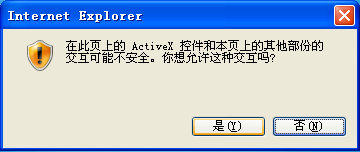 Internet Explorer
在此页上的 ActiveX 控件和本页上的其他部份的
交互可能不安全。你想允许这种交互吗?
是(Y)
否(N)